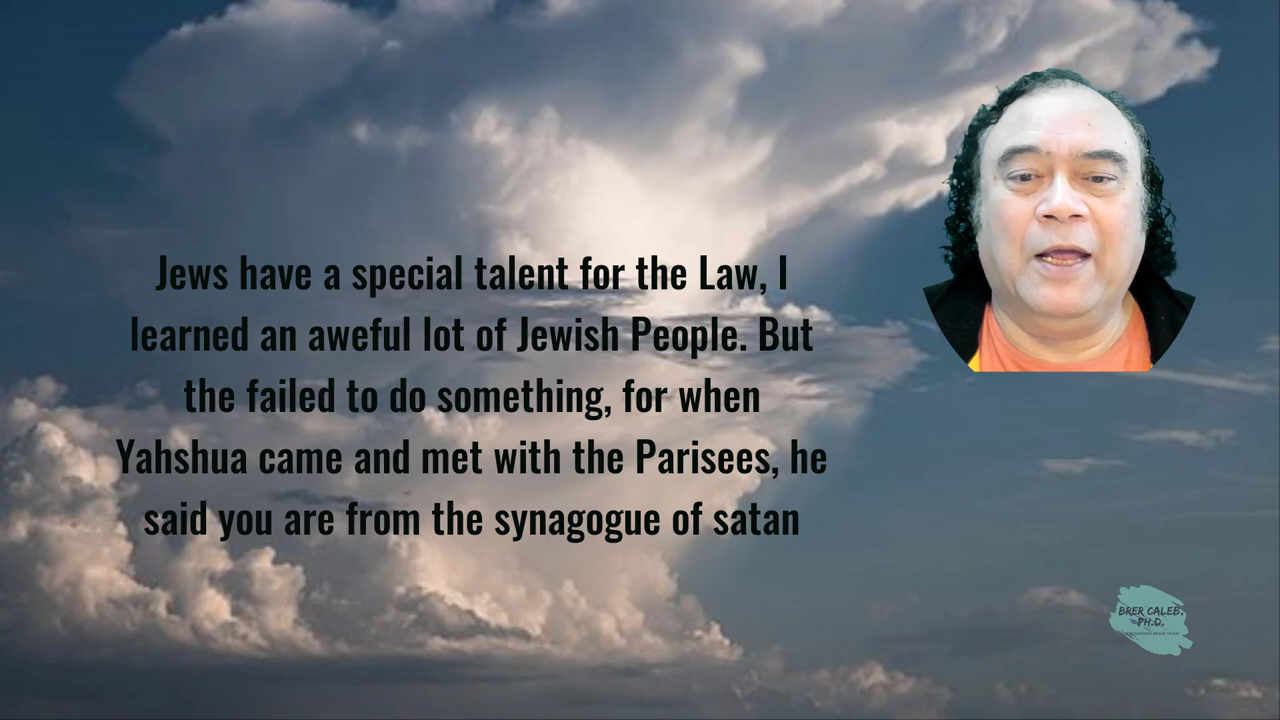 Jews have a special talent for the Law, I
learned an aweful lot of Jewish People. But
the failed to do something, for when
Yahshua came and met with the Parisees, he
said you are from the synagogue of satan
BRER CALEB,
PH.D.